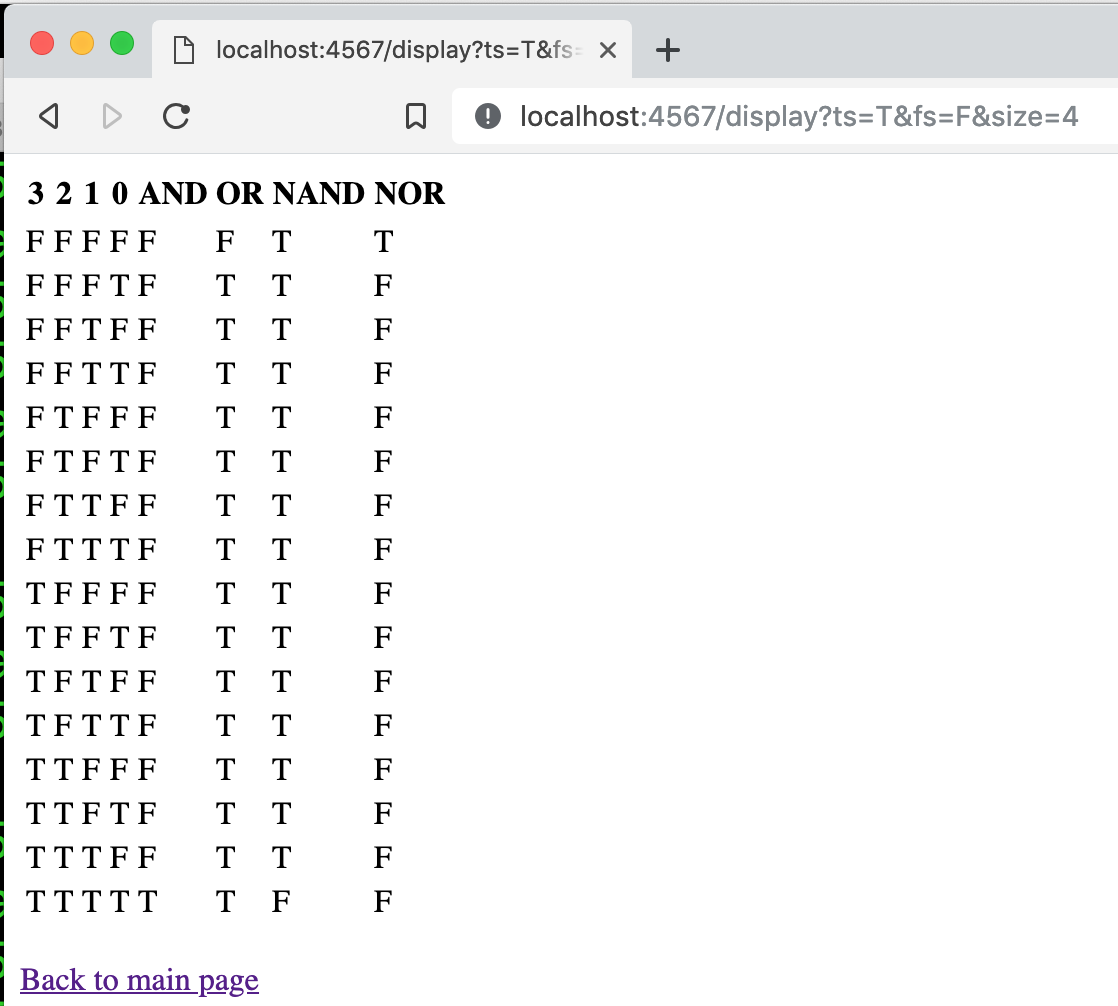 localhost:4567/display?ts=T&fs=
localhost:4567/display?ts=T&fs=F&size=4
3 2 1 0 AND OR NAND NOR
F F F F F F T T
F F F T F T T F
F F T F F T T F
F F T T F T T F
F T F F F T T F
F T F T F T T F
F T T F F T T F
F T T T F T T F
T F F F F T T F
T F F T F T T F
T F T F F T T F
T F T T F T T F
T T F F F T T F
T T F T F T T F
T T T F F T T F
T T T T T T F F
Back to main page